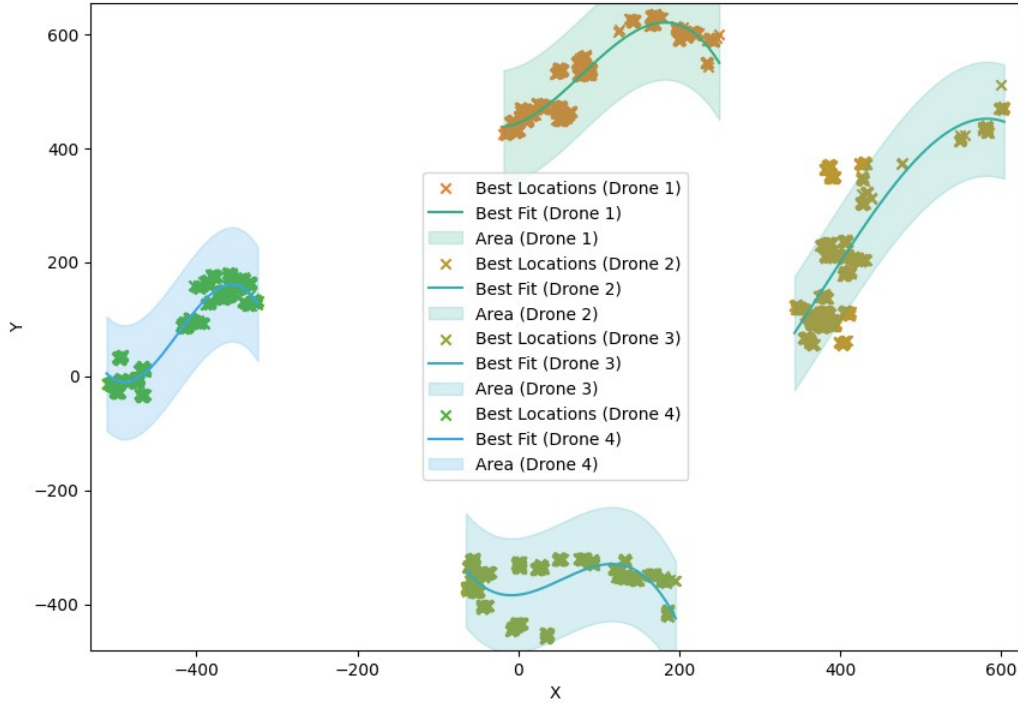 600
400
200
0
−200
−400
Y
Best Locations (Drone 1)
Best Fit (Drone 1)
Area (Drone 1)
Best Locations (Drone 2)
Best Fit (Drone 2)
Area (Drone 2)
Best Locations (Drone 3)
Best Fit (Drone 3)
Area (Drone 3)
Best Locations (Drone 4)
Best Fit (Drone 4)
Area (Drone 4)
−400 −200 0 200 400 600
X